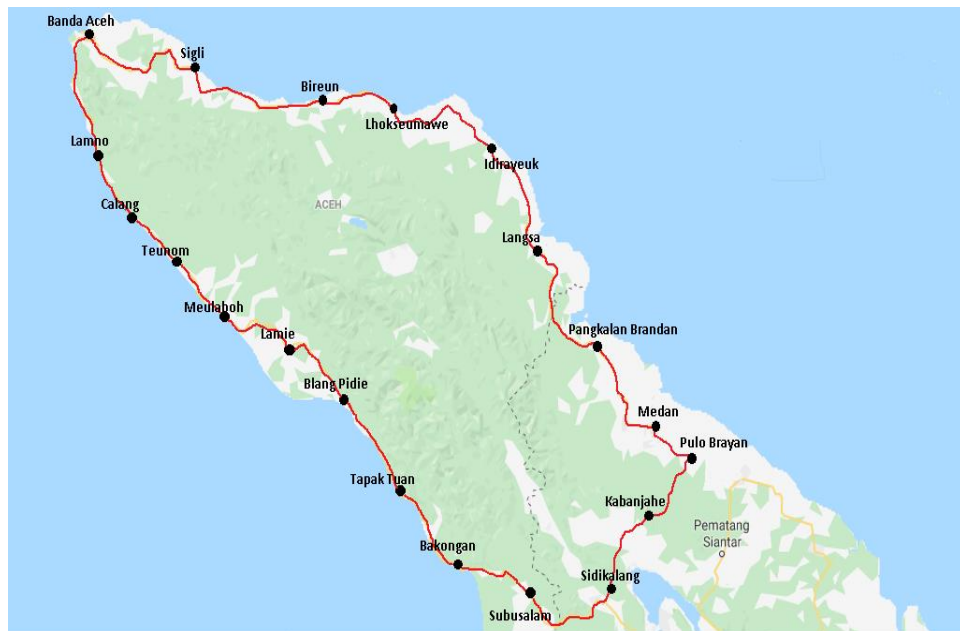 Banda Aceh
Sigli
Bireun
Lhokseumawe
Lamno
Idirayeuk
Calang
ACEH
Teunom
Langsa
Meulaboh
Lamie
Pangkalan Brandan
Blang Pidie
Medan
Pulo Brayan
Tapak Tuan
Kabanjahe
Pematang
Siantar
Bakongan
Sidikalang
Subusalam